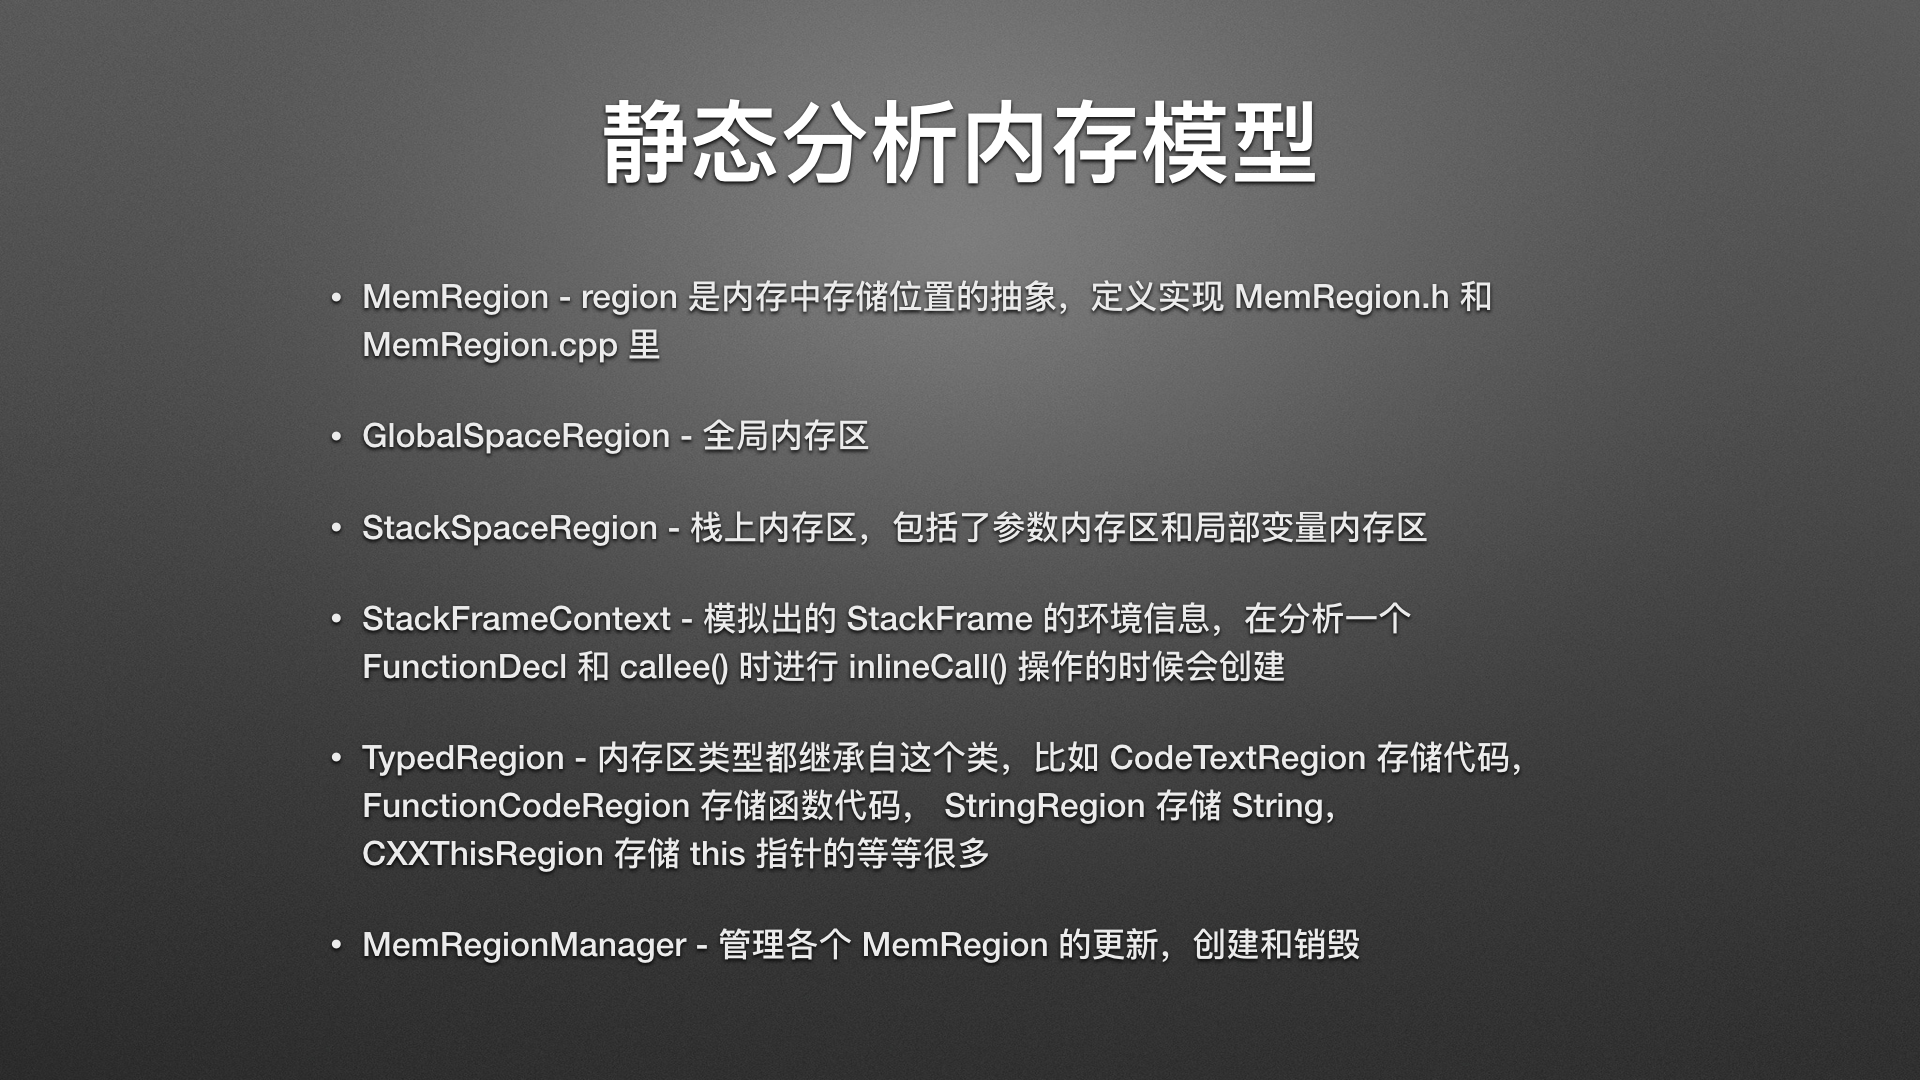 静态分析内存模型
• MemRegion - region 是内存中存储位置的抽象，定义实现 MemRegion.h 和
MemRegion.cpp 里
• GlobalSpaceRegion - 全局内存区
• StackSpaceRegion - 栈上内存区，包括了参数内存区和局部变量内存区
• StackFrameContext - 模拟出的 StackFrame 的环境信息，在分析一个
FunctionDecl 和 callee() 时进行 inlineCall() 操作的时候会创建
• TypedRegion - 内存区类型都继承自这个类，比如 CodeTextRegion 存储代码，
FunctionCodeRegion 存储函数代码， StringRegion 存储 String，
CXXThisRegion 存储 this 指针的等等很多
• MemRegionManager - 管理各个 MemRegion 的更新，创建和销毁